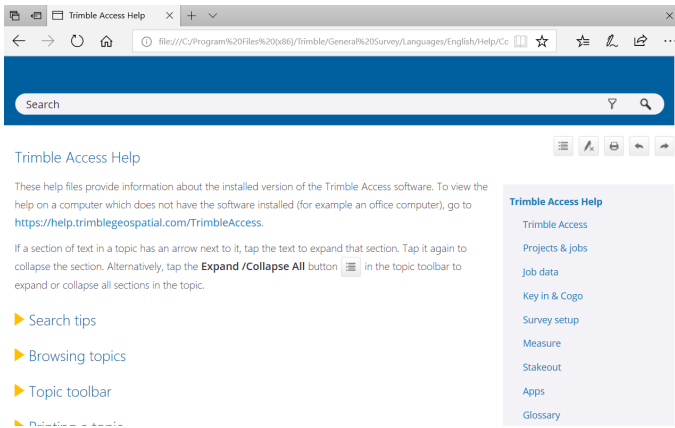 Trimble Access Help
file:///C:/Program%20Files%20(x86)/Trimble/General%20Survey/Languages/English/Help/Cc
Search
Trimble Access Help
These help files provide information about the installed version of the Trimble Access software. To view the
help on a computer which does not have the software installed (for example an office computer), go to
https://help.trimblegeospatial.com/TrimbleAccess.
If a section of text in a topic has an arrow next to it, tap the text to expand that section. Tap it again to
collapse the section. Alternatively, tap the Expand /Collapse All button in the topic toolbar to
expand or collapse all sections in the topic.
Search tips
Browsing topics
Topic toolbar
Printing a topic
Trimble Access Help
Trimble Access
Projects & jobs
Job data
Key in & Cogo
Survey setup
Measure
Stakeout
Apps
Glossary